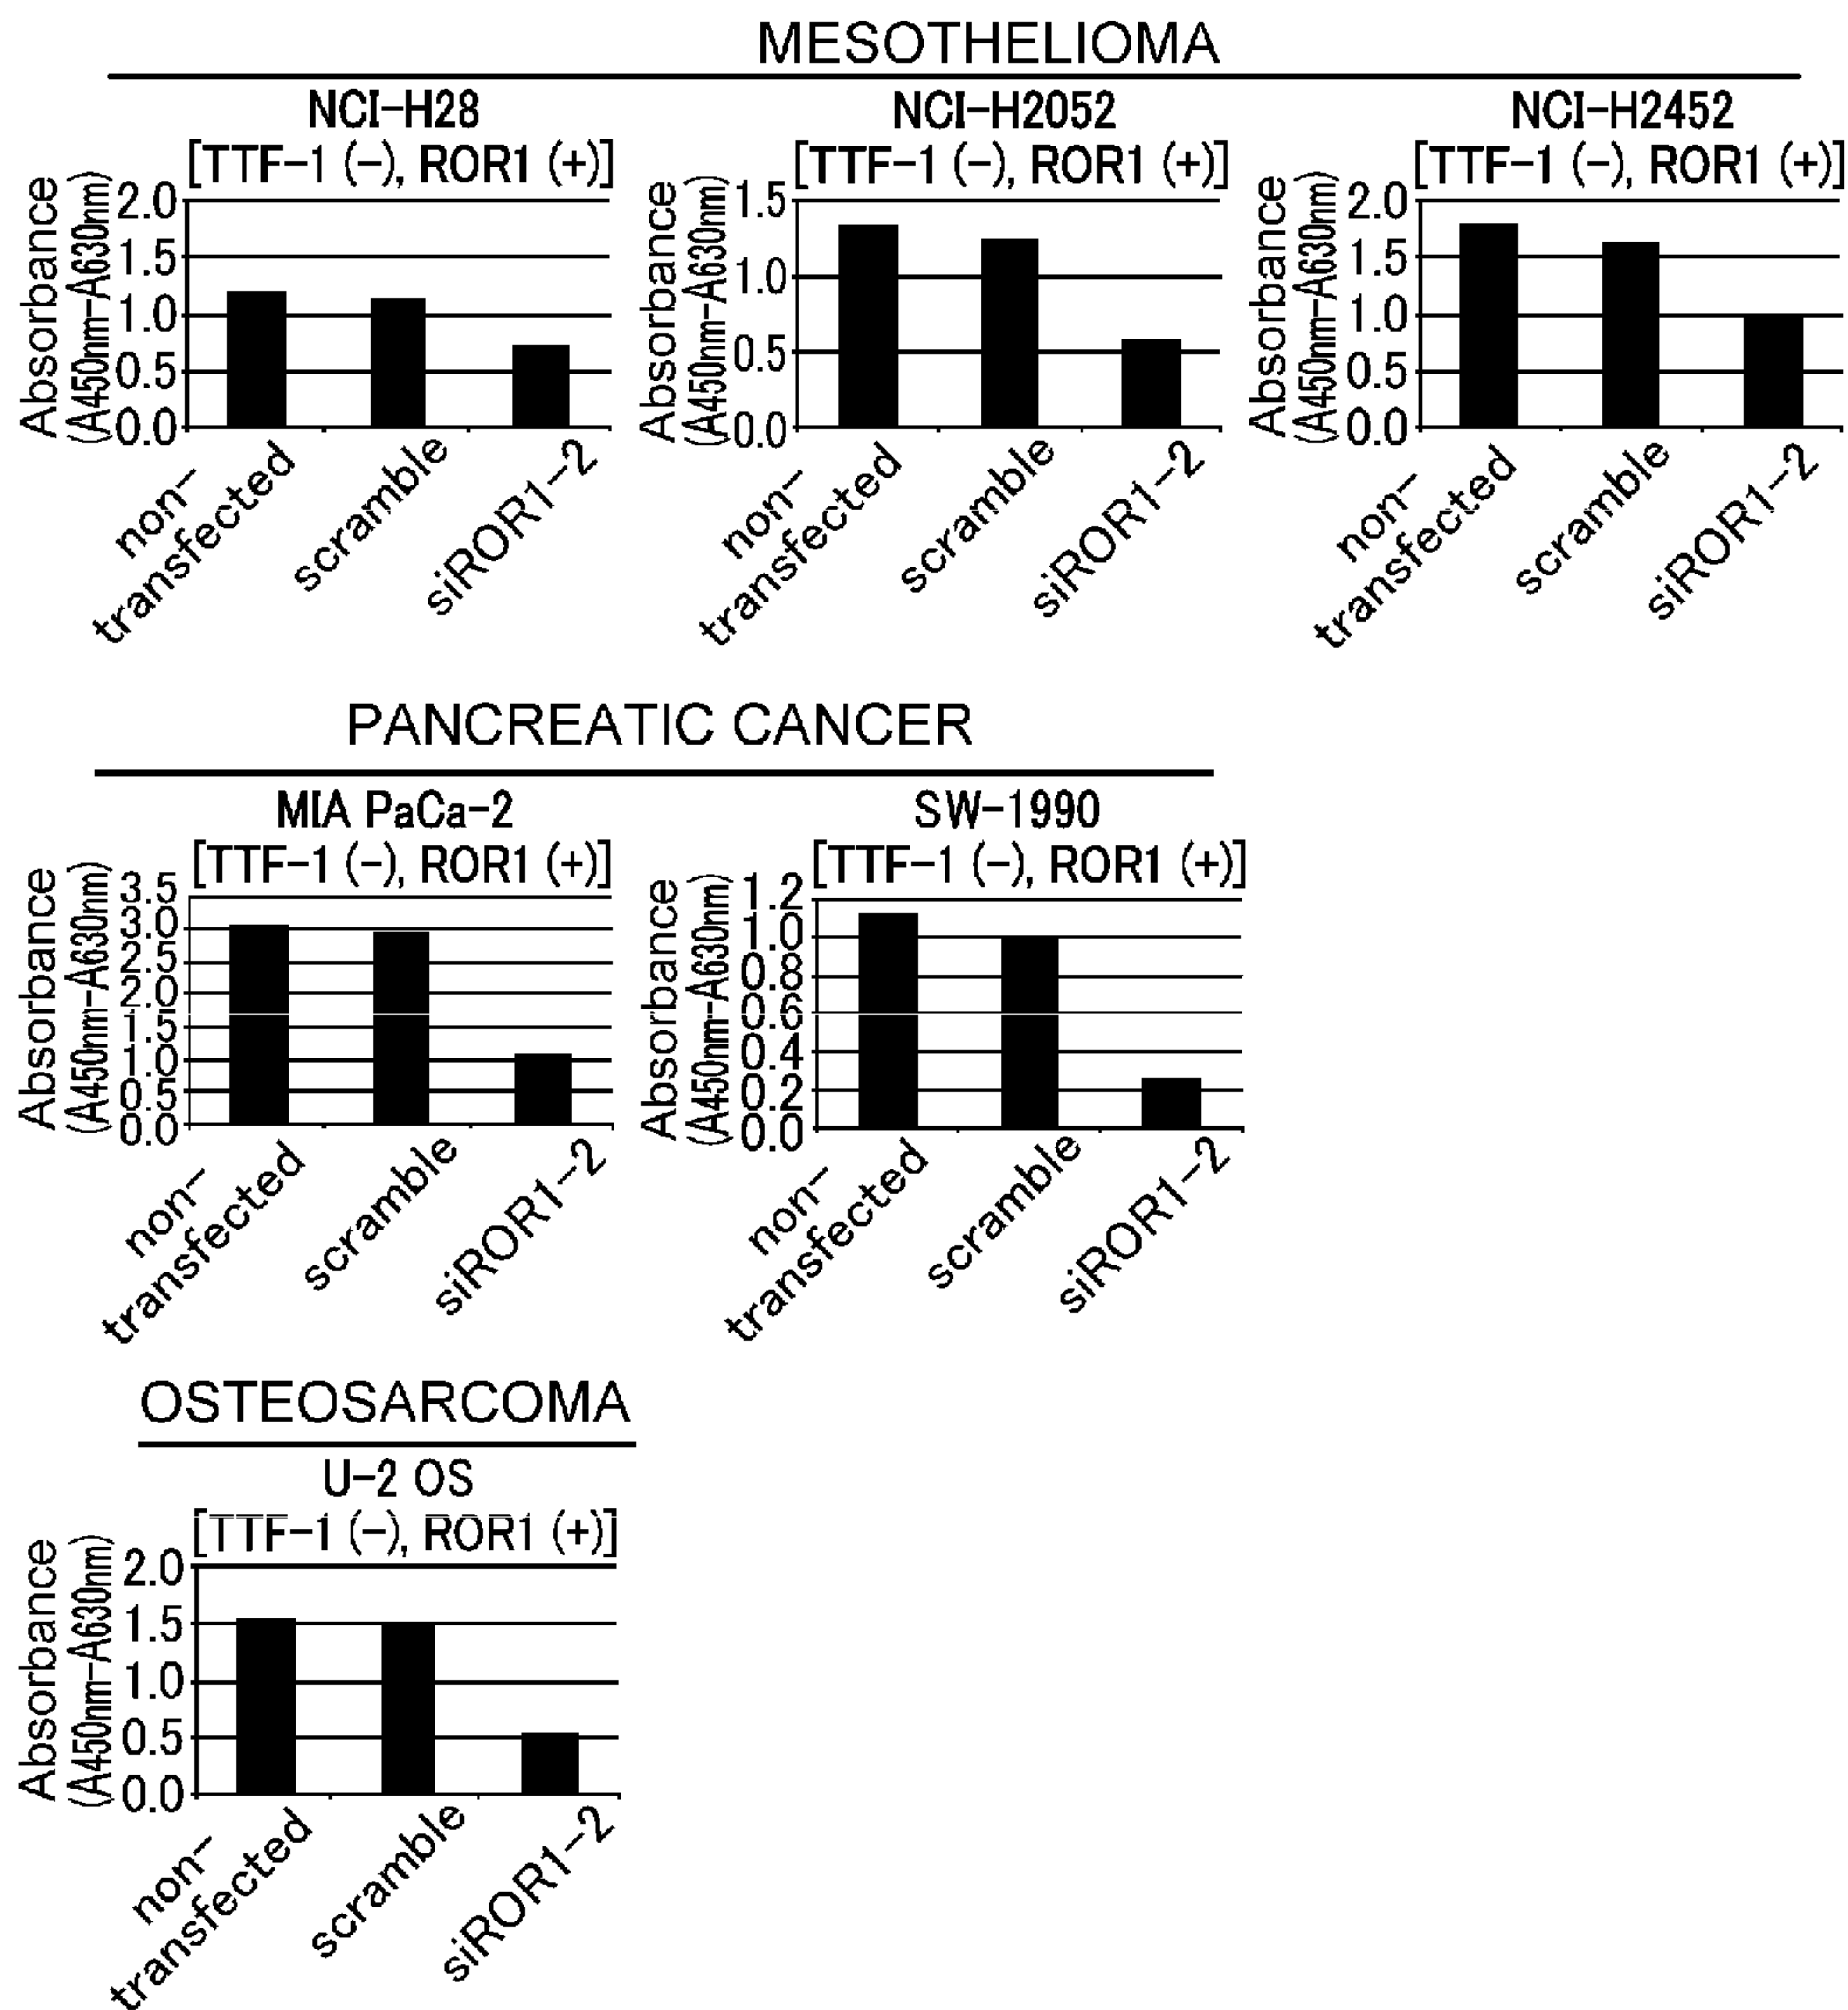 MESOTHELIOMA
NCI-H28
[TTF-1 (-), ROR1 (+)]
Absorbance
(A450nm-A630nm)
2.0
1.5
1.0
0.5
0.0
non-
transfected
scramble
siROR1-2
NCI-H2052
[TTF-1 (-), ROR1 (+)]
Absorbance
(A450nm-A630nm)
1.5
1.0
0.5
0.0
non-
transfected
scramble
siROR1-2
NCI-H2452
[TTF-1 (-), ROR1 (+)]
Absorbance
(A450nm-A630nm)
2.0
1.5
1.0
0.5
0.0
non-
transfected
scramble
siROR1-2
PANCREATIC CANCER
MIA PaCa-2
[TTF-1 (-), ROR1 (+)]
Absorbance
(A450nm-A630nm)
3.5
3.0
2.5
2.0
1.5
1.0
0.5
0.0
non-
transfected
scramble
siROR1-2
SW-1990
[TTF-1 (-), ROR1 (+)]
Absorbance
(A450nm-A630nm)
1.2
1.0
0.8
0.6
0.4
0.2
0.0
non-
transfected
scramble
siROR1-2
OSTEOSARCOMA
U-2 OS
[TTF-1 (-), ROR1 (+)]
Absorbance
(A450nm-A630nm)
2.0
1.5
1.0
0.5
0.0
non-
transfected
scramble
siROR1-2